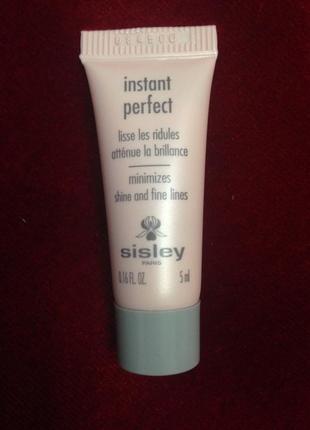 instant
perfect
lisse les ridules
atténue la brillance
minimizes
shine and fine lines
sisley
PARIS
0.16 FL. OZ. 5 ml